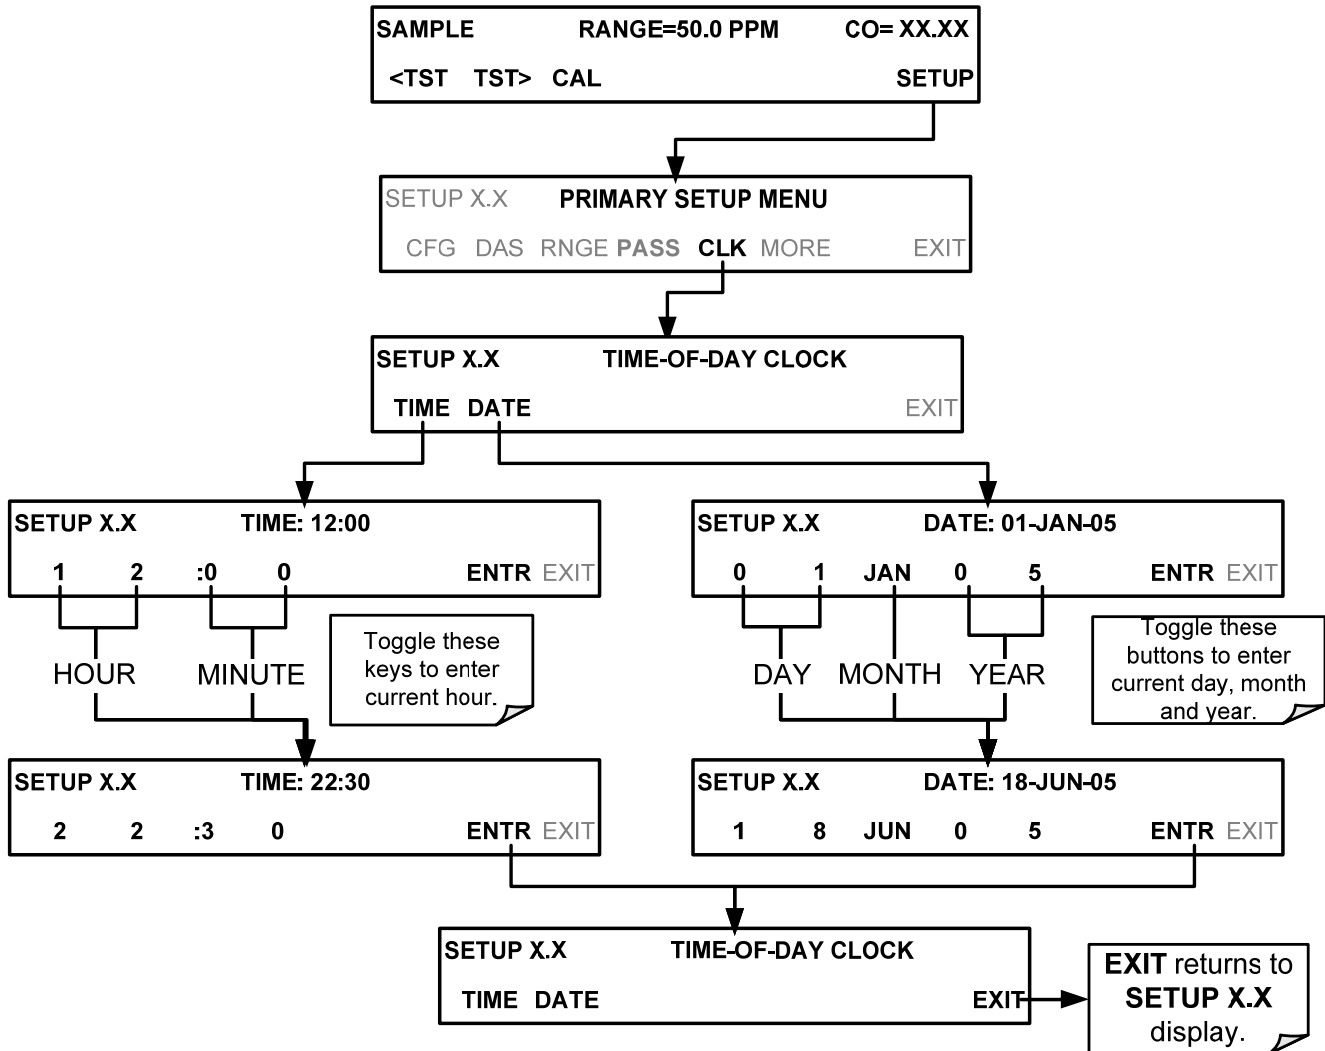 SAMPLE RANGE=50.0 PPM CO= XX.XX
<TST TST> CAL SETUP
SETUP X.X PRIMARY SETUP MENU
CFG DAS RNGE PASS CLK MORE EXIT
SETUP X.X TIME-OF-DAY CLOCK
TIME DATE EXIT
SETUP X.X TIME: 12:00
1 2 :0 0 ENTR EXIT
HOUR MINUTE
Toggle these
keys to enter
current hour.
SETUP X.X TIME: 22:30
2 2 :3 0 ENTR EXIT
SETUP X.X DATE: 01-JAN-05
0 1 JAN 0 5 ENTR EXIT
DAY MONTH YEAR
Toggle these
buttons to enter
current day, month
and year.
SETUP X.X DATE: 18-JUN-05
1 8 JUN 0 5 ENTR EXIT
SETUP X.X TIME-OF-DAY CLOCK
TIME DATE EXIT
EXIT returns to
SETUP X.X
display.